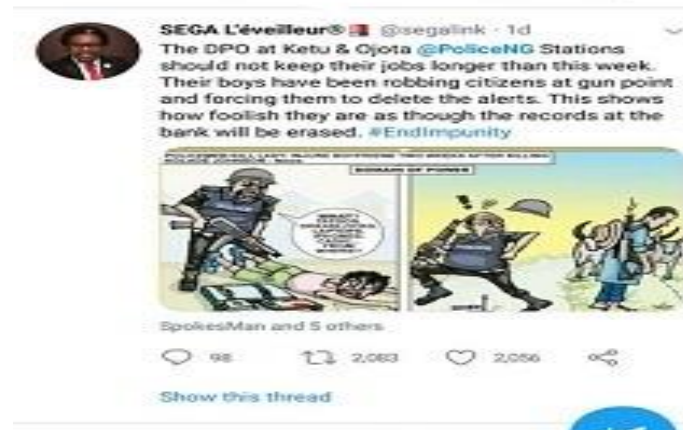 SEGA L'éveilleur® @segalink · 1d
The DPO at Ketu & Ojota @PoliceNG Stations
should not keep their jobs longer than this week.
Their boys have been robbing citizens at gun point
and forcing them to delete the alerts. This shows
how foolish they are as though the records at the
bank will be erased. #EndImpunity
DOMAIN OF POWER
SpokesMan and 5 others
98 2,083 2,056
Show this thread